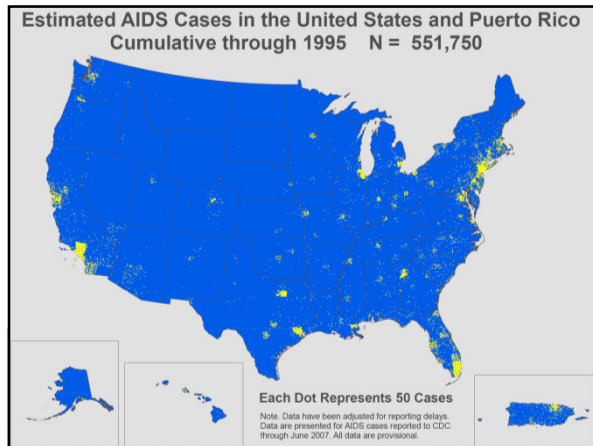 Estimated AIDS Cases in the United States and Puerto Rico
Cumulative through 1995 N = 551,750
Each Dot Represents 50 Cases
Note. Data have been adjusted for reporting delays.
Data are presented for AIDS cases reported to CDC
through June 2007. All data are provisional.